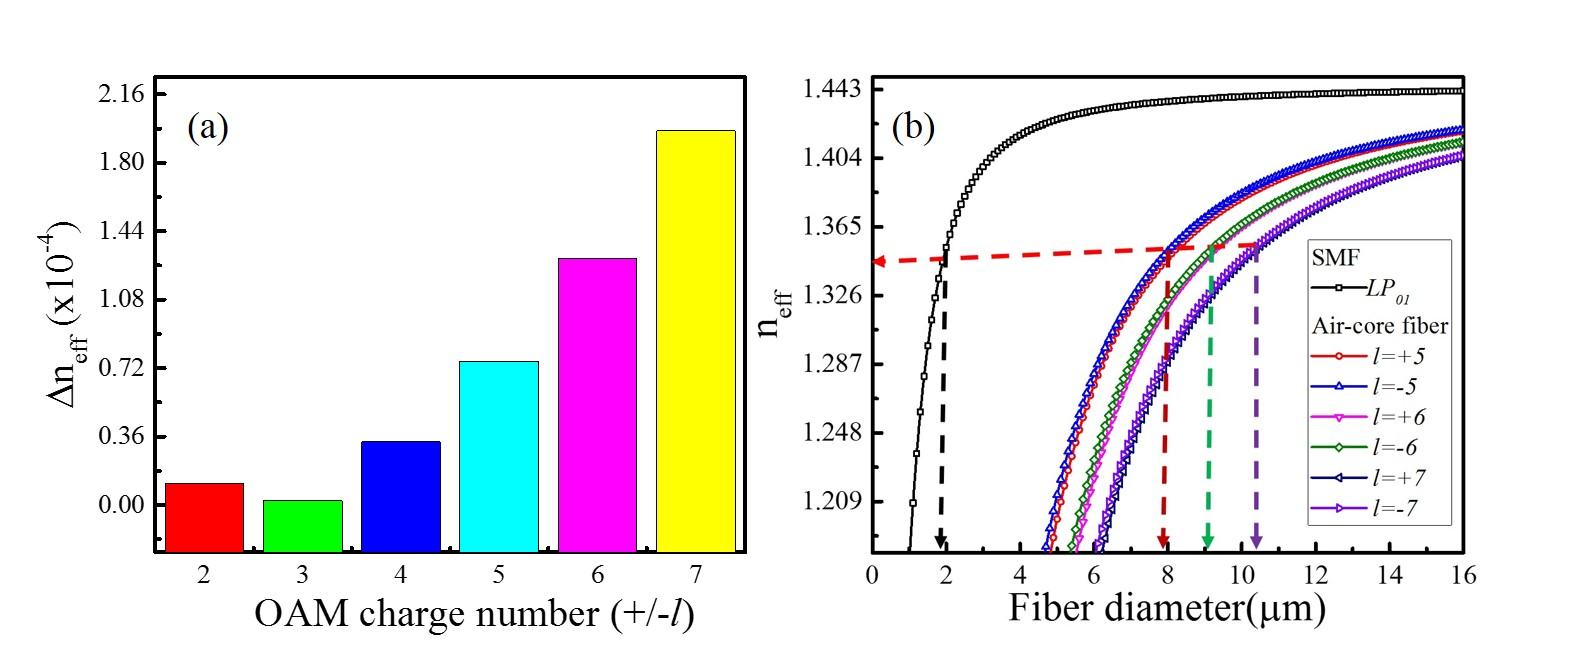 (a)
2.16
1.80
1.44
1.08
0.72
0.36
0.00
Δn_eff (x10^-4)
2 3 4 5 6 7
OAM charge number (+/-l)
(b)
1.443
1.404
1.365
1.326
1.287
1.248
1.209
n_eff
SMF
LP_01
Air-core fiber
l=+5
l=-5
l=+6
l=-6
l=+7
l=-7
0 2 4 6 8 10 12 14 16
Fiber diameter(μm)